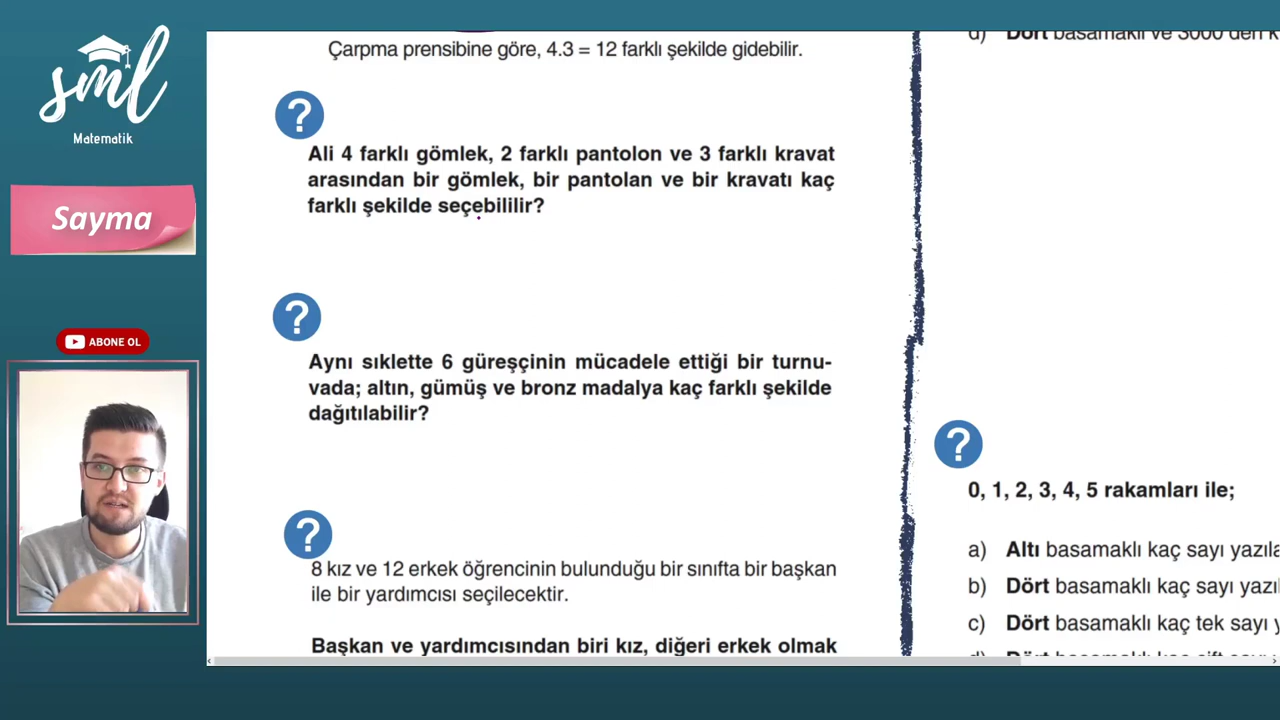 sml
Matematik
Sayma
ABONE OL
Çarpma prensibine göre, 4.3 = 12 farklı şekilde gidebilir.
?
Ali 4 farklı gömlek, 2 farklı pantolon ve 3 farklı kravat
arasından bir gömlek, bir pantolan ve bir kravatı kaç
farklı şekilde seçebililir?
?
Aynı sıklette 6 güreşçinin mücadele ettiği bir turnu-
vada; altın, gümüş ve bronz madalya kaç farklı şekilde
dağıtılabilir?
?
8 kız ve 12 erkek öğrencinin bulunduğu bir sınıfta bir başkan
ile bir yardımcısı seçilecektir.
Başkan ve yardımcısından biri kız, diğeri erkek olmak
d) Dört basamaklı ve 3000'den
?
0, 1, 2, 3, 4, 5 rakamları ile;
a) Altı basamaklı kaç sayı
b) Dört basamaklı kaç sayı
c) Dört basamaklı kaç tek sayı
d) Dört basamaklı kaç çift